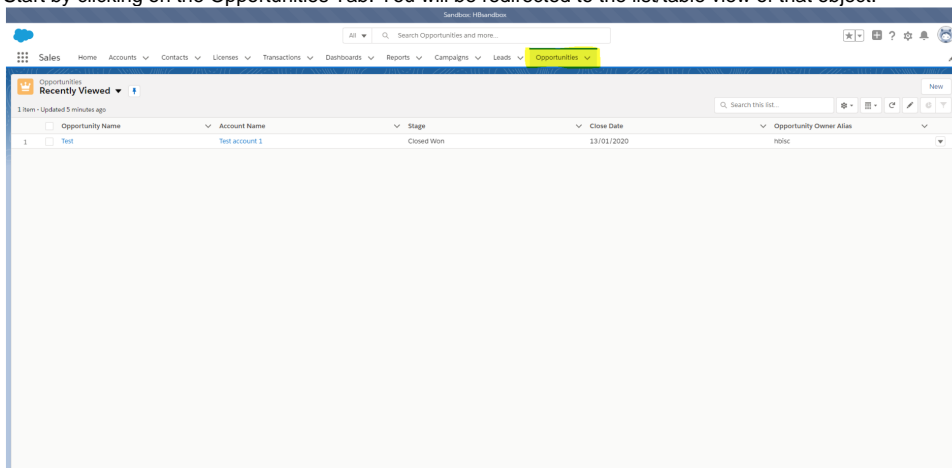 Start by clicking on the Opportunities Tab. You will be redirected to the list/table view of that object.
Sandbox: HBsandbox
All Search Opportunities and more...
Sales Home Accounts Contacts Licenses Transactions Dashboards Reports Campaigns Leads Opportunities
Opportunities
Recently Viewed
New
1 item • Updated 5 minutes ago
Search this list...
Opportunity Name Account Name Stage Close Date Opportunity Owner Alias
1 Test Test account 1 Closed Won 13/01/2020